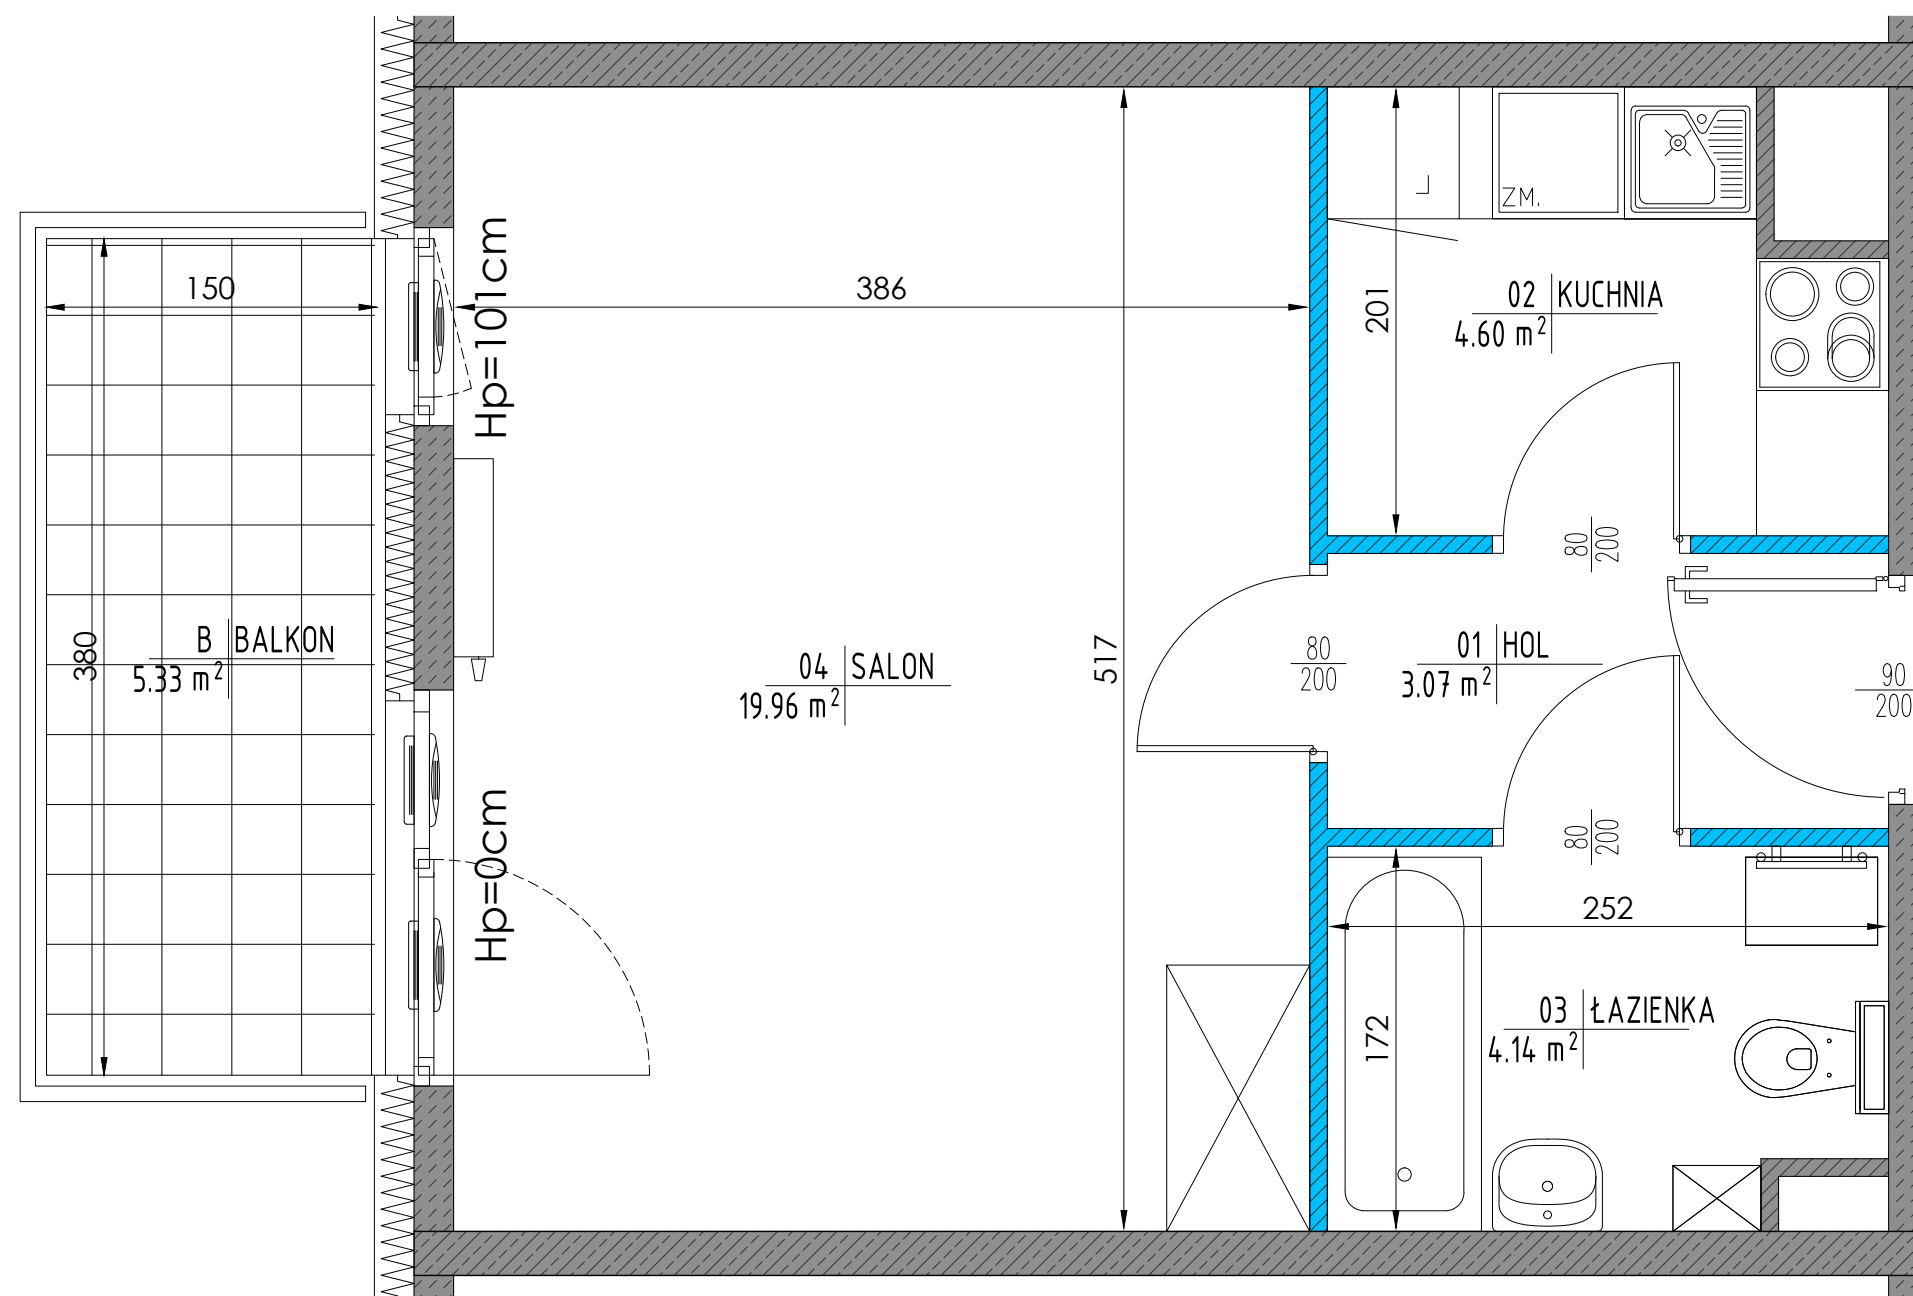 150
380
B BALKON
5.33 m²
Hp=101cm
Hp=0cm
386
517
04 SALON
19.96 m²
L
ZM.
201
02 KUCHNIA
4.60 m²
80
200
80
200
01 HOL
3.07 m²
90
200
80
200
252
172
03 ŁAZIENKA
4.14 m²